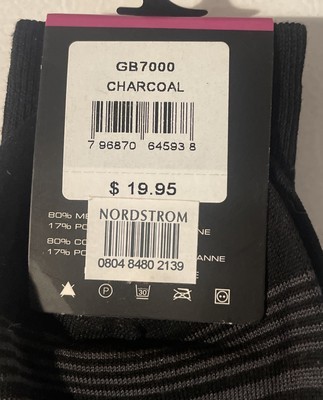 GB7000
CHARCOAL
7 96870 64593 8
$ 19.95
80% ME
17% PO
NORDSTROM
ANNE
80% CO
17% PO
ANNE
0804 8480 2139
P
30